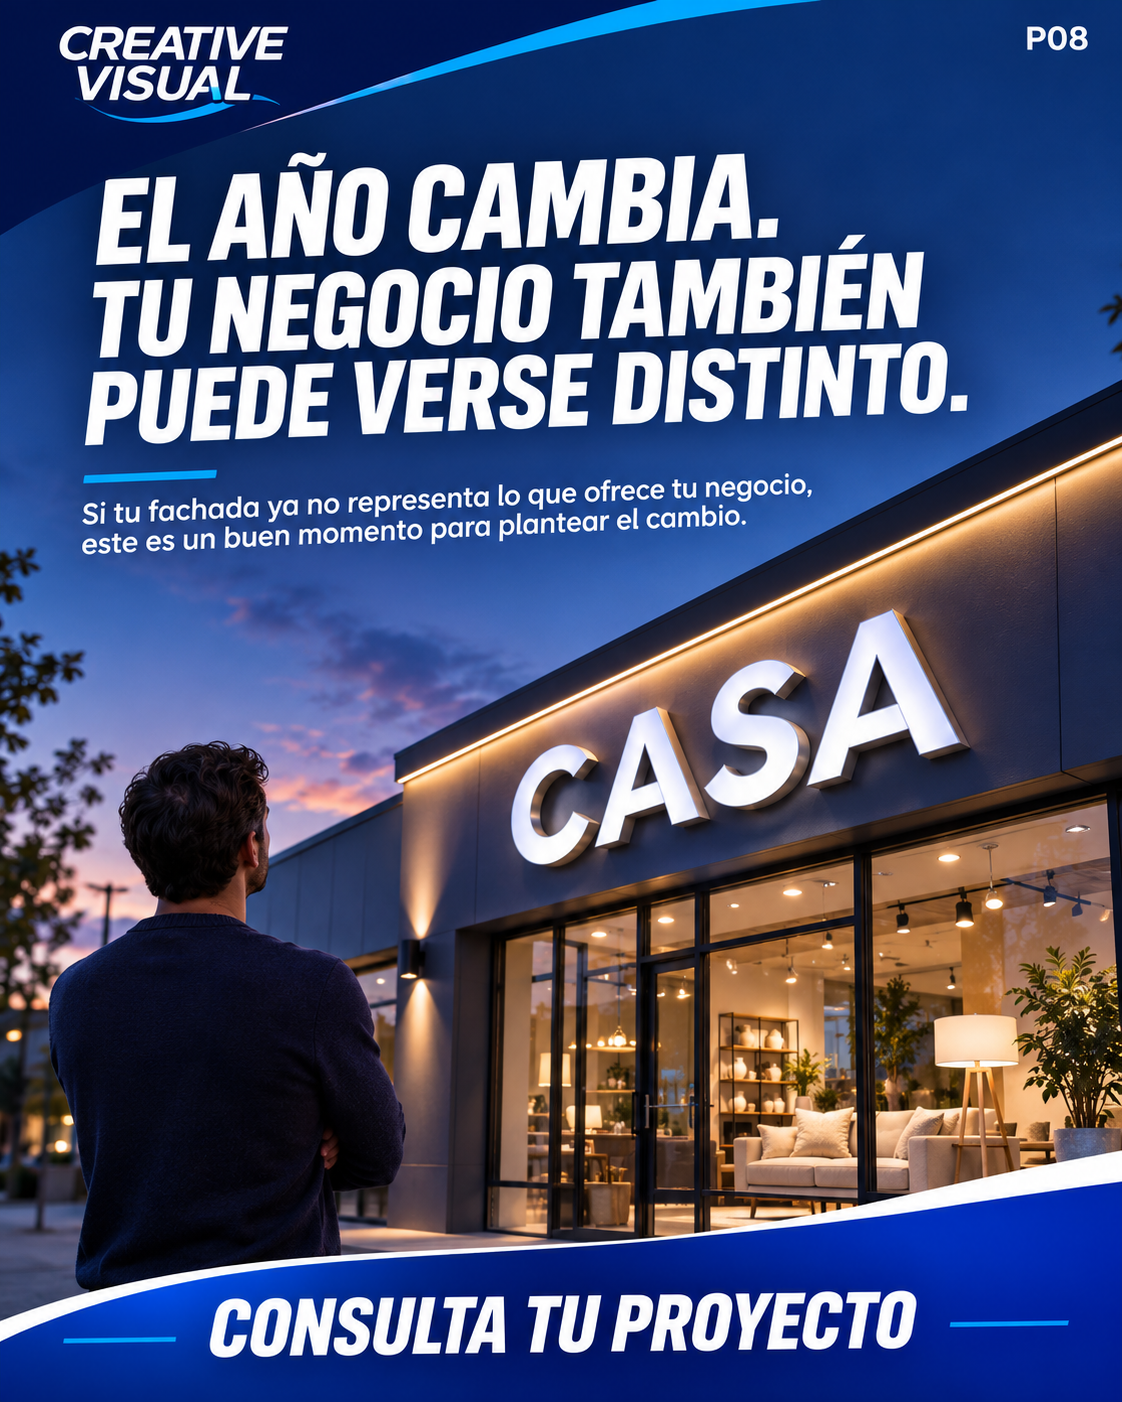 CREATIVE
VISUAL
P08
EL AÑO CAMBIA.
TU NEGOCIO TAMBIÉN
PUEDE VERSE DISTINTO.
Si tu fachada ya no representa lo que ofrece tu negocio,
este es un buen momento para plantear el cambio.
CASA
CONSULTA TU PROYECTO